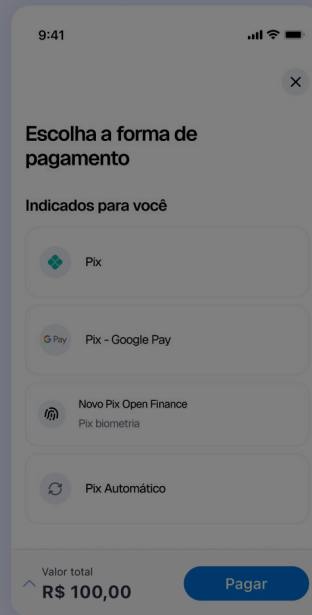 9:41
Escolha a forma de
pagamento
Indicados para você
Pix
G Pay
Pix - Google Pay
Novo Pix Open Finance
Pix biometria
Pix Automático
Valor total
R$ 100,00
Pagar